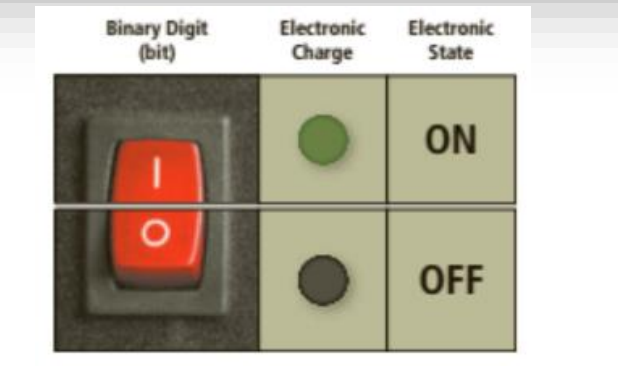 Binary Digit
(bit)
Electronic
Charge
Electronic
State
I
ON
O
OFF